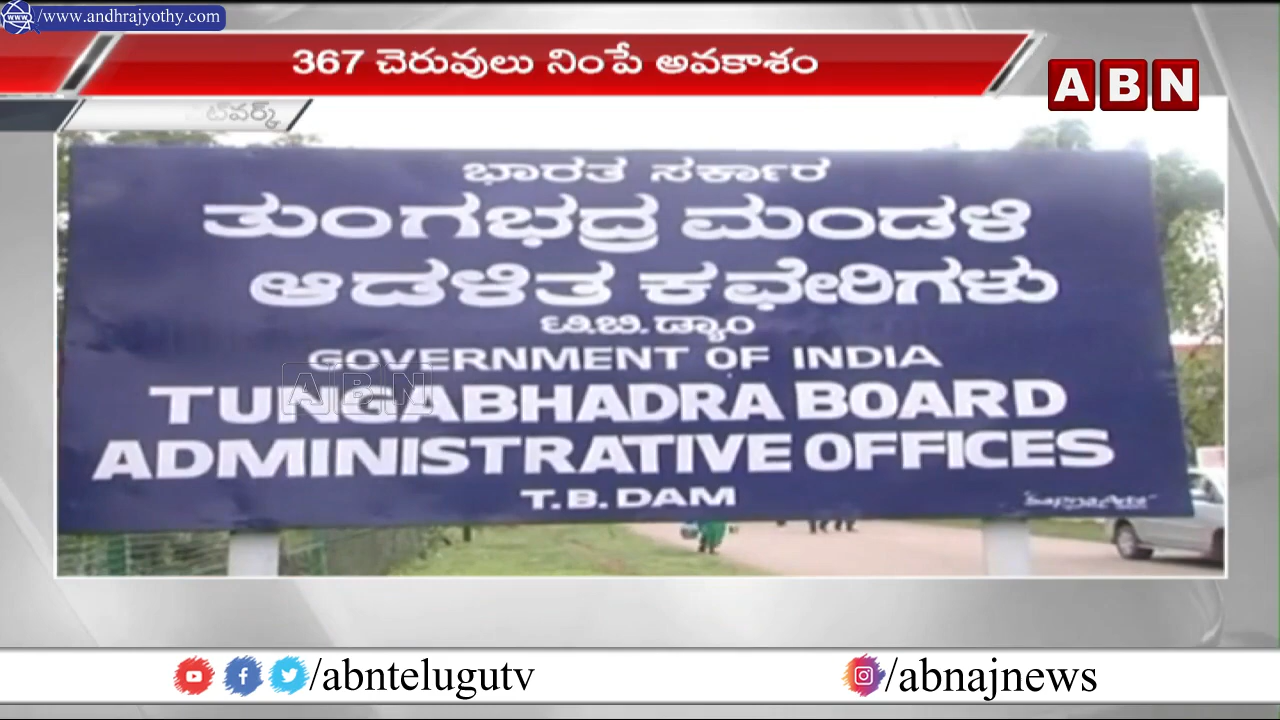 /www.andhrajyothy.com
367 చెరువులు నింపే అవకాశం
ABN
ಭಾರತ ಸರ್ಕಾರ
ತುಂಗಭದ್ರ ಮಂಡಳಿ
ಆಡಳಿತ ಕಛೇರಿಗಳು
ಟಿ.ಬಿ.ಡ್ಯಾಂ
GOVERNMENT OF INDIA
ABN
TUNGABHADRA BOARD
ADMINISTRATIVE OFFICES
T.B. DAM
/abntelugutv
/abnajnews